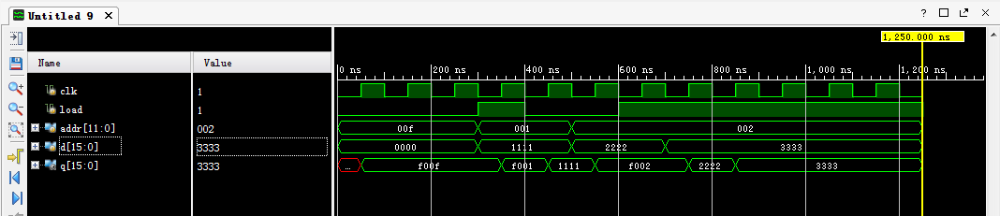 Untitled 9
1,250.000 ns
Name Value
0 ns 200 ns 400 ns 600 ns 800 ns 1,000 ns 1,200 ns
clk 1
load 1
addr[11:0] 002 00f 001 002
d[15:0] 3333 0000 1111 2222 3333
q[15:0] 3333 ... f00f f001 1111 f002 2222 3333